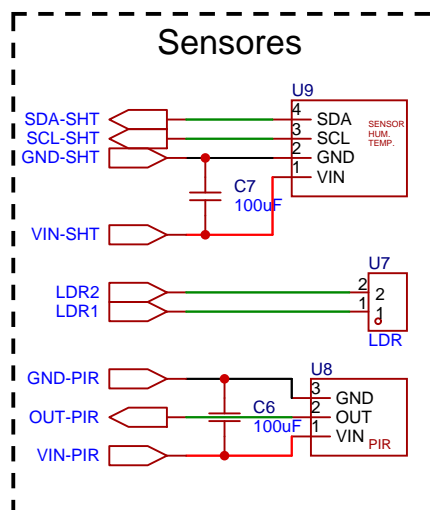 Sensores
U9
SDA-SHT 4 SDA SENSOR
SCL-SHT 3 SCL HUM.
GND-SHT 2 GND TEMP.
1 VIN
C7
100uF
VIN-SHT
U7
LDR2 2 2
LDR1 1 1
LDR
GND-PIR U8
3 GND
OUT-PIR C6 2 OUT
100uF 1 VIN
VIN-PIR PIR